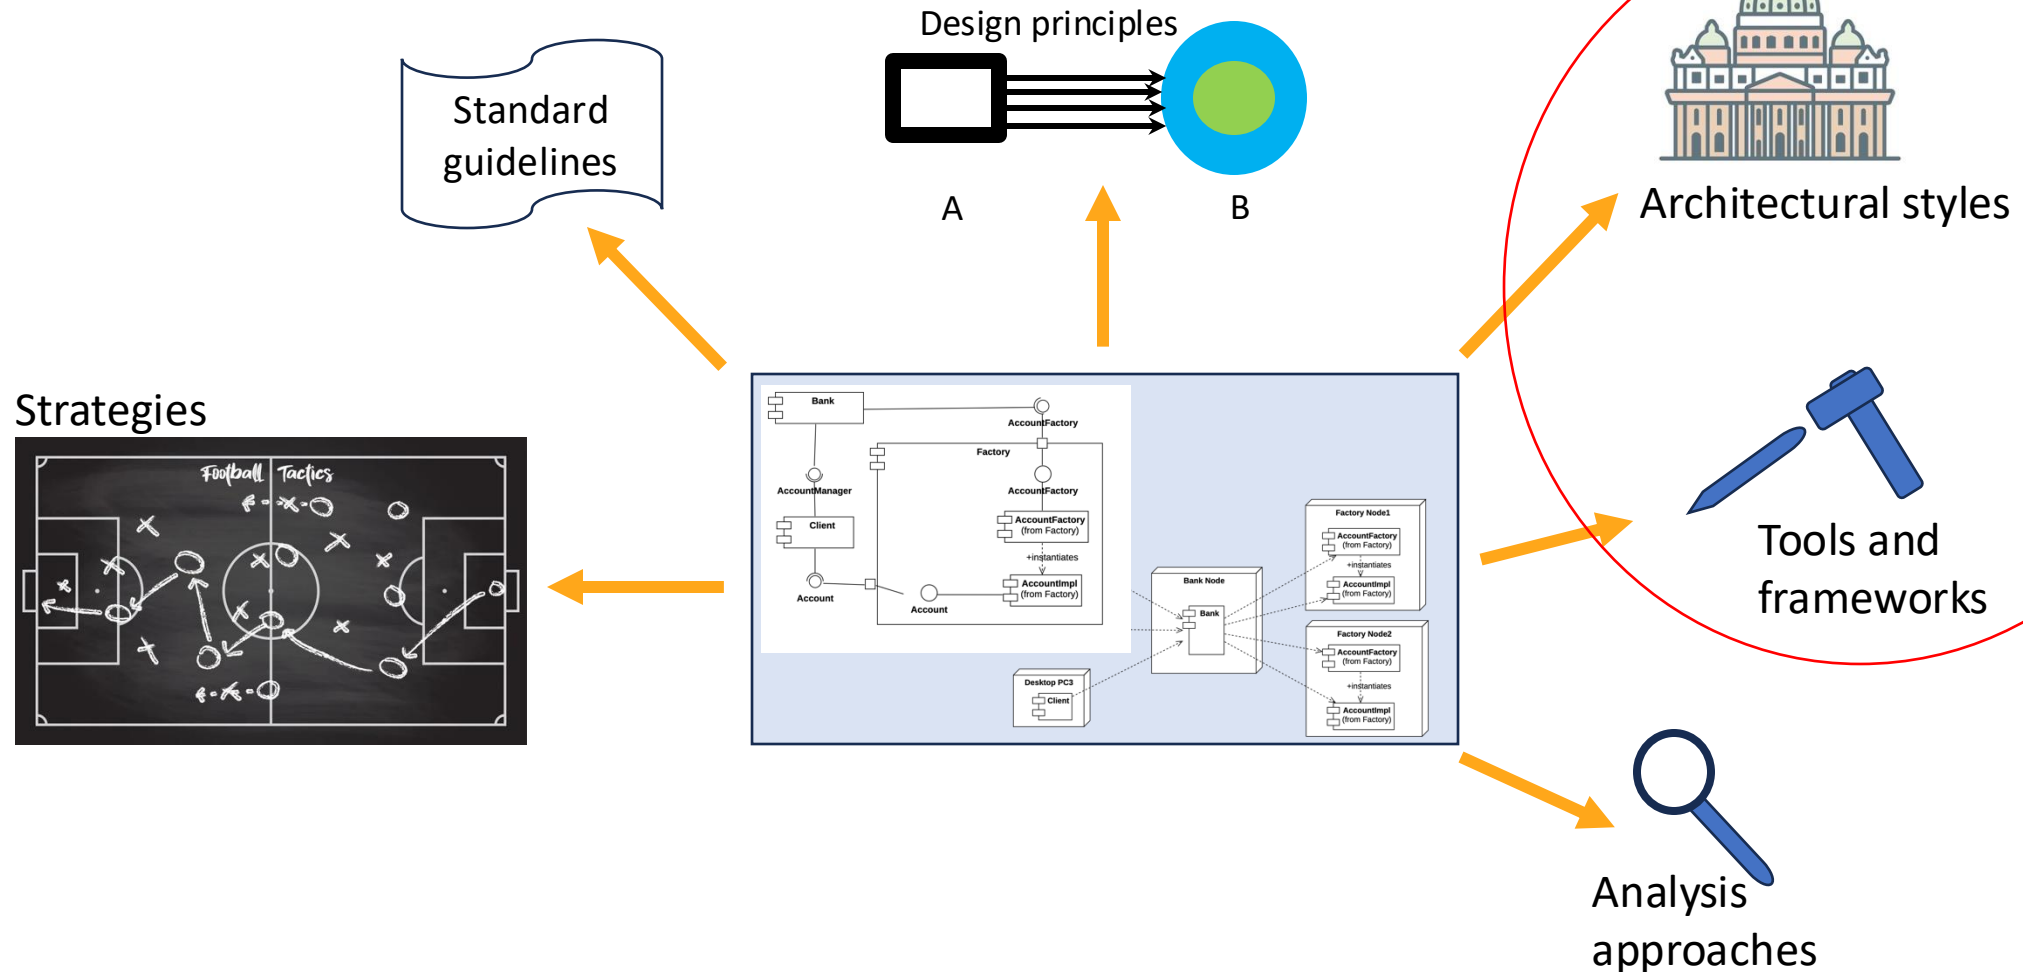 Design principles
Standard
guidelines
A
B
Architectural styles
Strategies
Football Tactics
Bank
AccountFactory
Factory
AccountManager
AccountFactory
Client
AccountFactory
(from Factory)
+instantiates
Account
Account
AccountImpl
(from Factory)
Bank Node
Bank
Desktop PC3
Client
Factory Node1
AccountFactory
(from Factory)
+instantiates
AccountImpl
(from Factory)
Factory Node2
AccountFactory
(from Factory)
+instantiates
AccountImpl
(from Factory)
Tools and
frameworks
Analysis
approaches